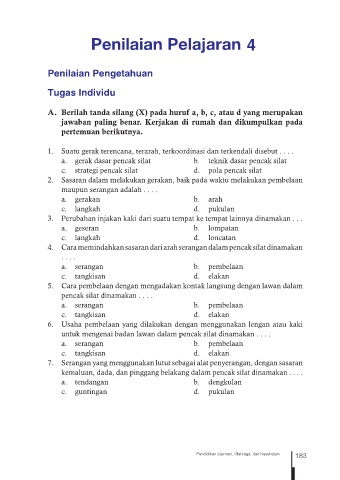 Penilaian Pelajaran 4
Penilaian Pengetahuan
Tugas Individu
A. Berilah tanda silang (X) pada huruf a, b, c, atau d yang merupakan
jawaban paling benar. Kerjakan di rumah dan dikumpulkan pada
pertemuan berikutnya.
1. Suatu gerak terencana, terarah, terkoordinasi dan terkendali disebut . . . .
a. gerak dasar pencak silat b. teknik dasar pencak silat
c. strategi pencak silat d. pola pencak silat
2. Sasaran dalam melakukan gerakan, baik pada waktu melakukan pembelaan
maupun serangan adalah . . . .
a. gerakan b. arah
c. langkah d. pukulan
3. Perubahan injakan kaki dari suatu tempat ke tempat lainnya dinamakan . . .
a. geseran b. lompatan
c. langkah d. loncatan
4. Cara memindahkan sasaran dari arah serangan dalam pencak silat dinamakan
. . . .
a. serangan b. pembelaan
c. tangkisan d. elakan
5. Cara pembelaan dengan mengadakan kontak langsung dengan lawan dalam
pencak silat dinamakan . . . .
a. serangan b. pembelaan
c. tangkisan d. elakan
6. Usaha pembelaan yang dilakukan dengan menggunakan lengan atau kaki
untuk mengenai badan lawan dalam pencak silat dinamakan . . . .
a. serangan b. pembelaan
c. tangkisan d. elakan
7. Serangan yang menggunakan lutut sebagai alat penyerangan, dengan sasaran
kemaluan, dada, dan pinggang belakang dalam pencak silat dinamakan . . . .
a. tendangan b. dengkulan
c. guntingan d. pukulan
Pendidikan Jasmani, Olahraga, dan Kesehatan 183